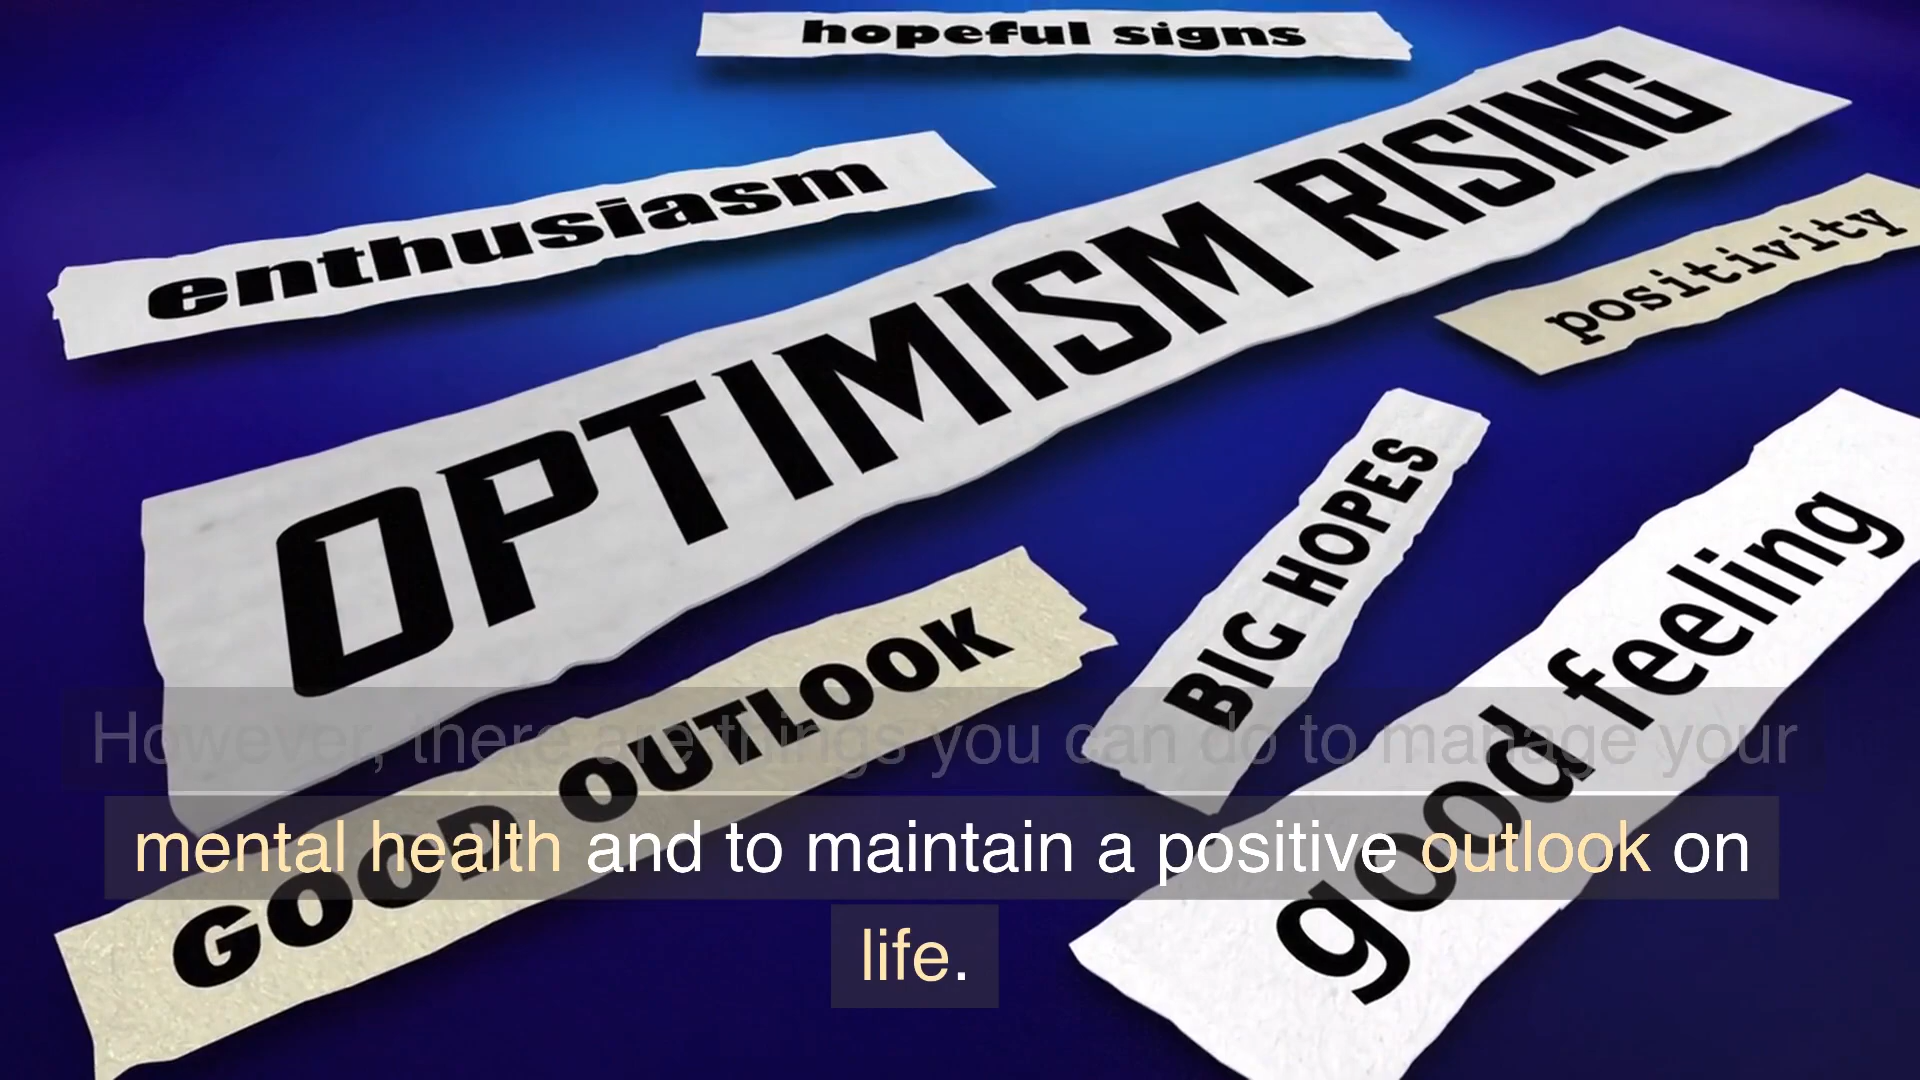 hopeful signs
enthusiasm
OPTIMISM RISING
positivity
BIG HOPES
good feeling
GOOD OUTLOOK
However, there are things you can do to manage your
mental health and to maintain a positive outlook on
life.